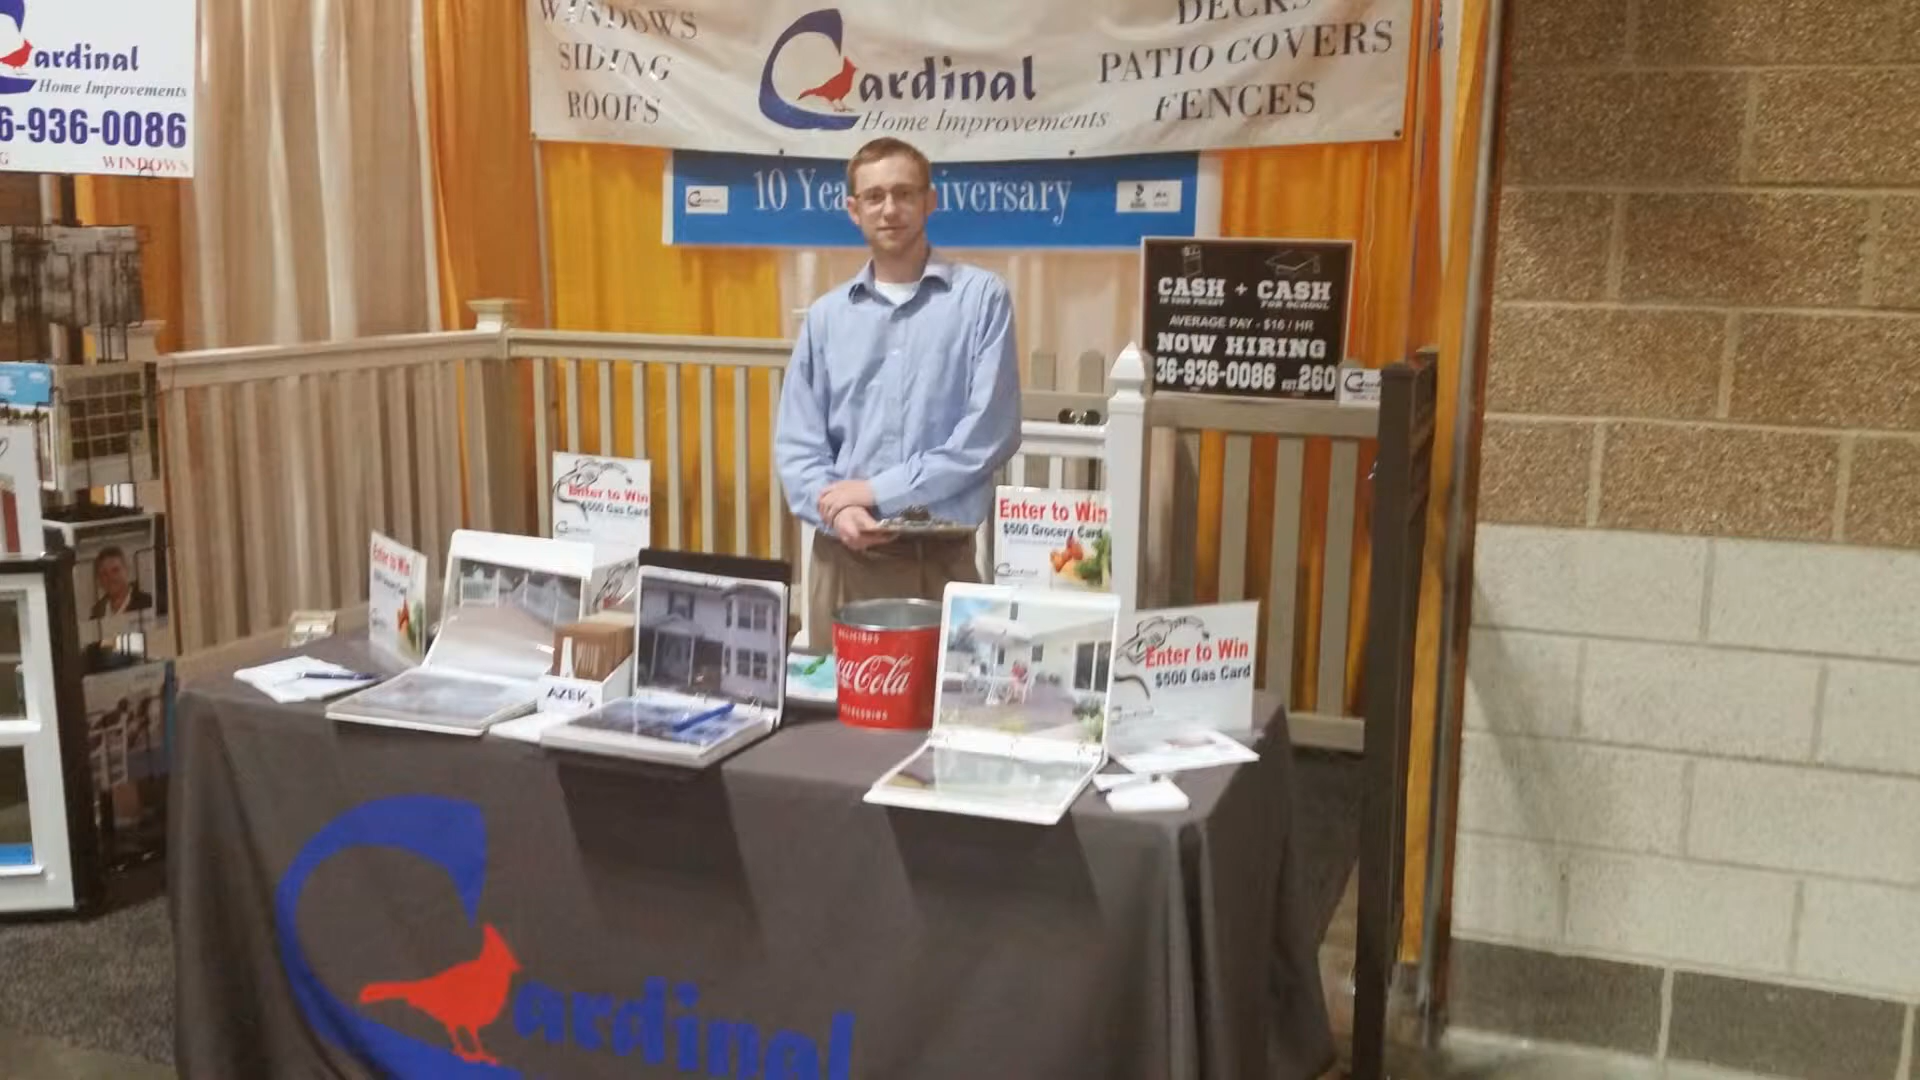 WINDOWS
SIDING
ROOFS
Cardinal
Home Improvements
DECKS
PATIO COVERS
FENCES
Cardinal
Home Improvements
6-936-0086
G WINDOWS
10 Yea niversary
CASH + CASH
IN YOUR POCKET FOR SCHOOL
AVERAGE PAY - $16 / HR
NOW HIRING
36-936-0086 EXT 260
Enter to Win
$500 Gas Card
Enter to Win
$500 Grocery Card
Enter to Win
AZEK
DELICIOUS
Coca-Cola
Enter to Win
$500 Gas Card
Cardinal